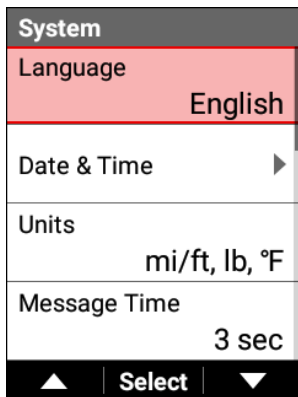 System
Language
English
Date & Time
Units
mi/ft, lb, °F
Message Time
3 sec
Select